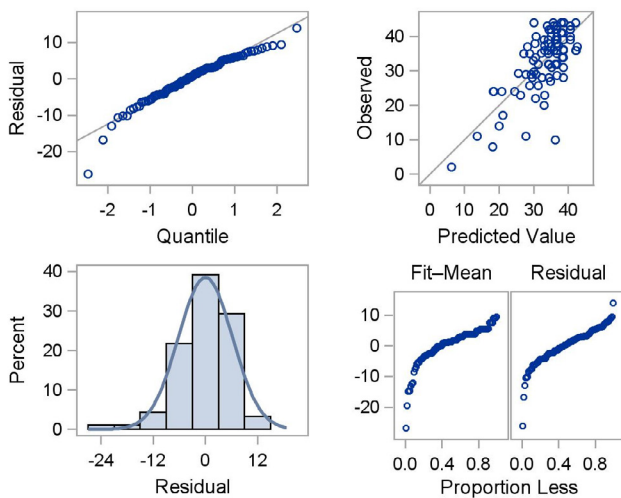 Residual
10
0
-10
-20
-2 -1 0 1 2
Quantile
Observed
40
30
20
10
0
0 10 20 30 40
Predicted Value
Percent
40
30
20
10
0
-24 -12 0 12
Residual
Fit–Mean Residual
10
0
-10
-20
0.0 0.4 0.8 0.0 0.4 0.8
Proportion Less